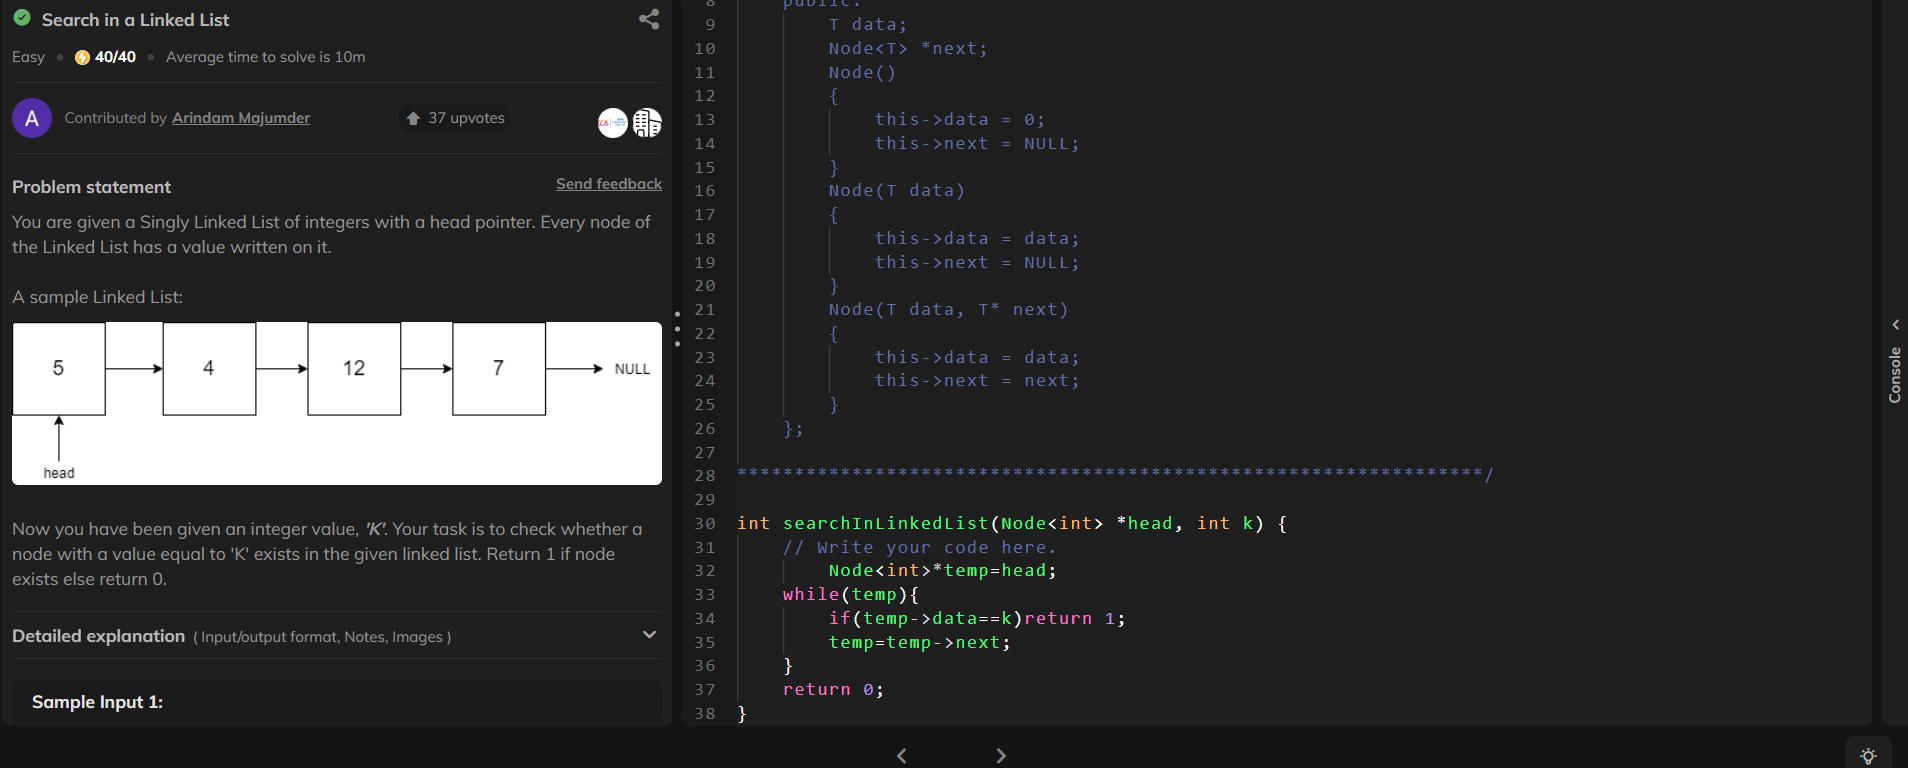 Search in a Linked List
Easy • 40/40 • Average time to solve is 10m
A Contributed by Arindam Majumder 37 upvotes
Problem statement Send feedback
You are given a Singly Linked List of integers with a head pointer. Every node of
the Linked List has a value written on it.
A sample Linked List:
5 4 12 7 NULL
head
Now you have been given an integer value, 'K'. Your task is to check whether a
node with a value equal to 'K' exists in the given linked list. Return 1 if node
exists else return 0.
Detailed explanation ( Input/output format, Notes, Images )
Sample Input 1:
8 public:
9 T data;
10 Node<T> *next;
11 Node()
12 {
13 this->data = 0;
14 this->next = NULL;
15 }
16 Node(T data)
17 {
18 this->data = data;
19 this->next = NULL;
20 }
21 Node(T data, T* next)
22 {
23 this->data = data;
24 this->next = next;
25 }
26 };
27
28 *****************************************************************/
29
30 int searchInLinkedList(Node<int> *head, int k) {
31 // Write your code here.
32 Node<int>*temp=head;
33 while(temp){
34 if(temp->data==k)return 1;
35 temp=temp->next;
36 }
37 return 0;
38 }
Console